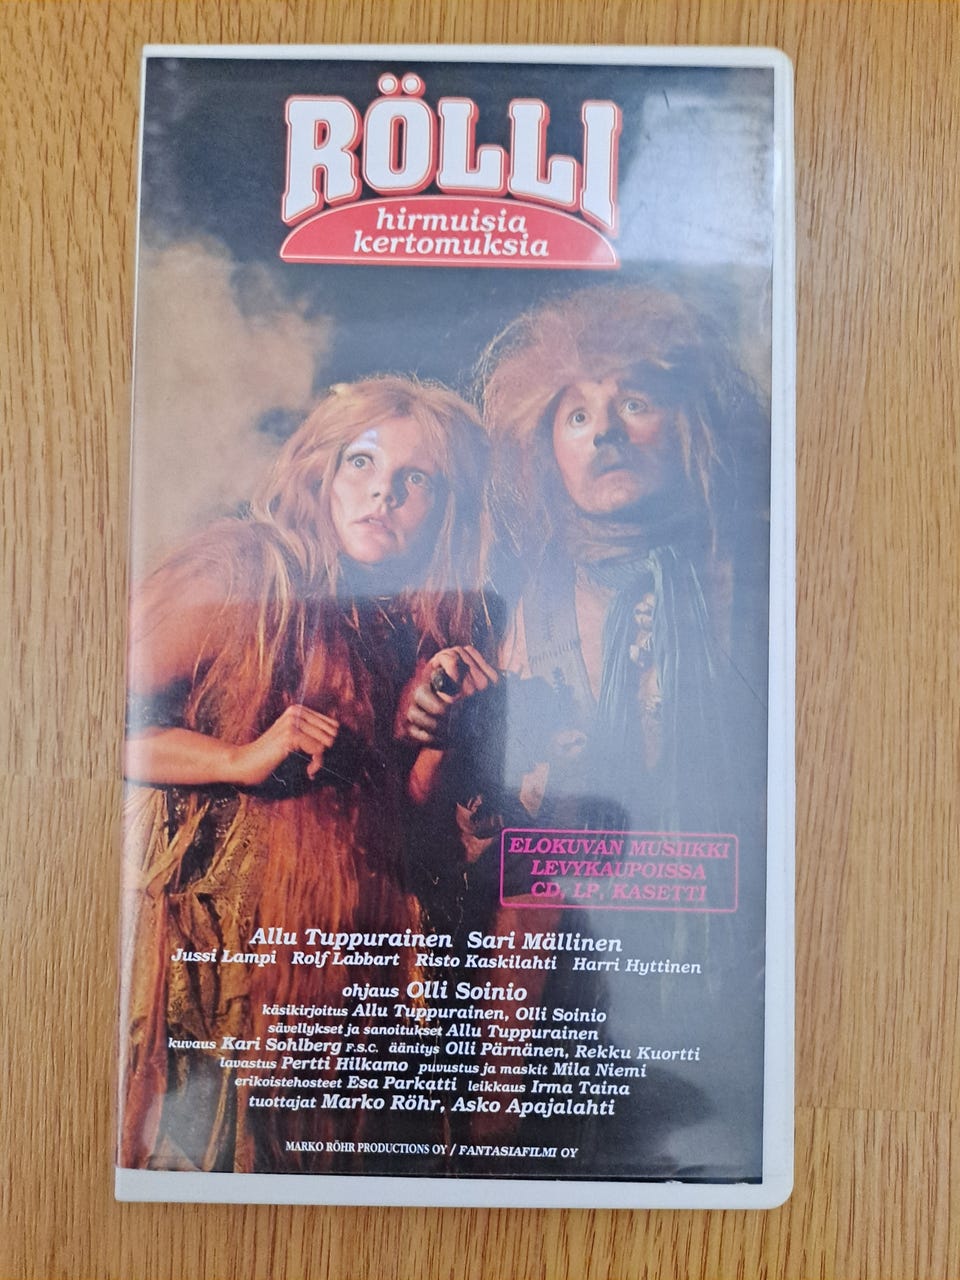 RÖLLI
hirmuisia
kertomuksia
ELOKUVAN MUSIIKKI
LEVYKAUPOISSA
CD, LP, KASETTI
Allu Tuppurainen Sari Mällinen
Jussi Lampi Rolf Labbart Risto Kaskilahti Harri Hyttinen
ohjaus Olli Soinio
käsikirjoitus Allu Tuppurainen, Olli Soinio
sävellykset ja sanoitukset Allu Tuppurainen
kuvaus Kari Sohlberg F.S.C. äänitys Olli Pärnänen, Rekku Kuortti
lavastus Pertti Hilkamo puvustus ja maskit Mila Niemi
erikoistehosteet Esa Parkatti leikkaus Irma Taina
tuottajat Marko Röhr, Asko Apajalahti
MARKO RÖHR PRODUCTIONS OY / FANTASIAFILMI OY